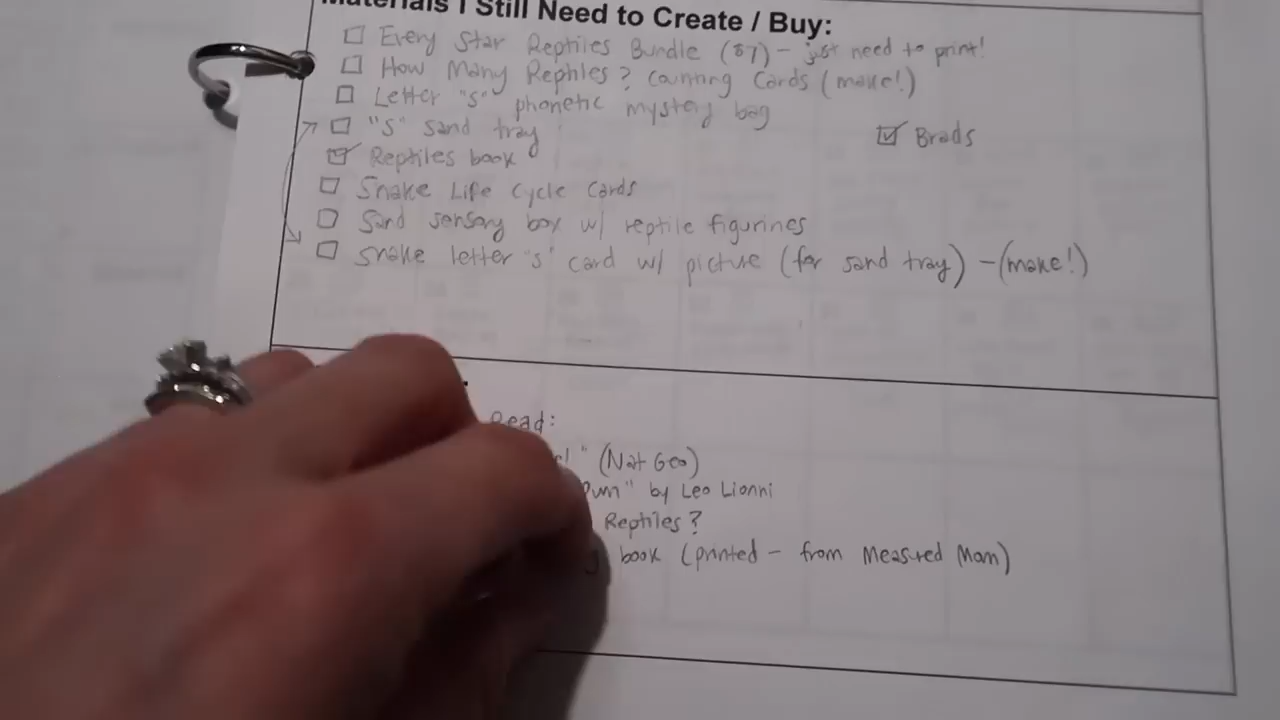 Materials I Still Need to Create / Buy:
Every Star Reptiles Bundle ($7) - just need to print!
How Many Reptiles? Counting Cards (make!)
Letter "s" phonetic mystery bag
"S" sand tray
Brads
Reptiles book
Snake Life Cycle Cards
Sand sensory box w/ reptile figurines
Snake letter "s" card w/ picture (for sand tray) - (make!)
Read:
" (Nat Geo)
" by Leo Lionni
Reptiles?
book (printed - from Measured Mom)